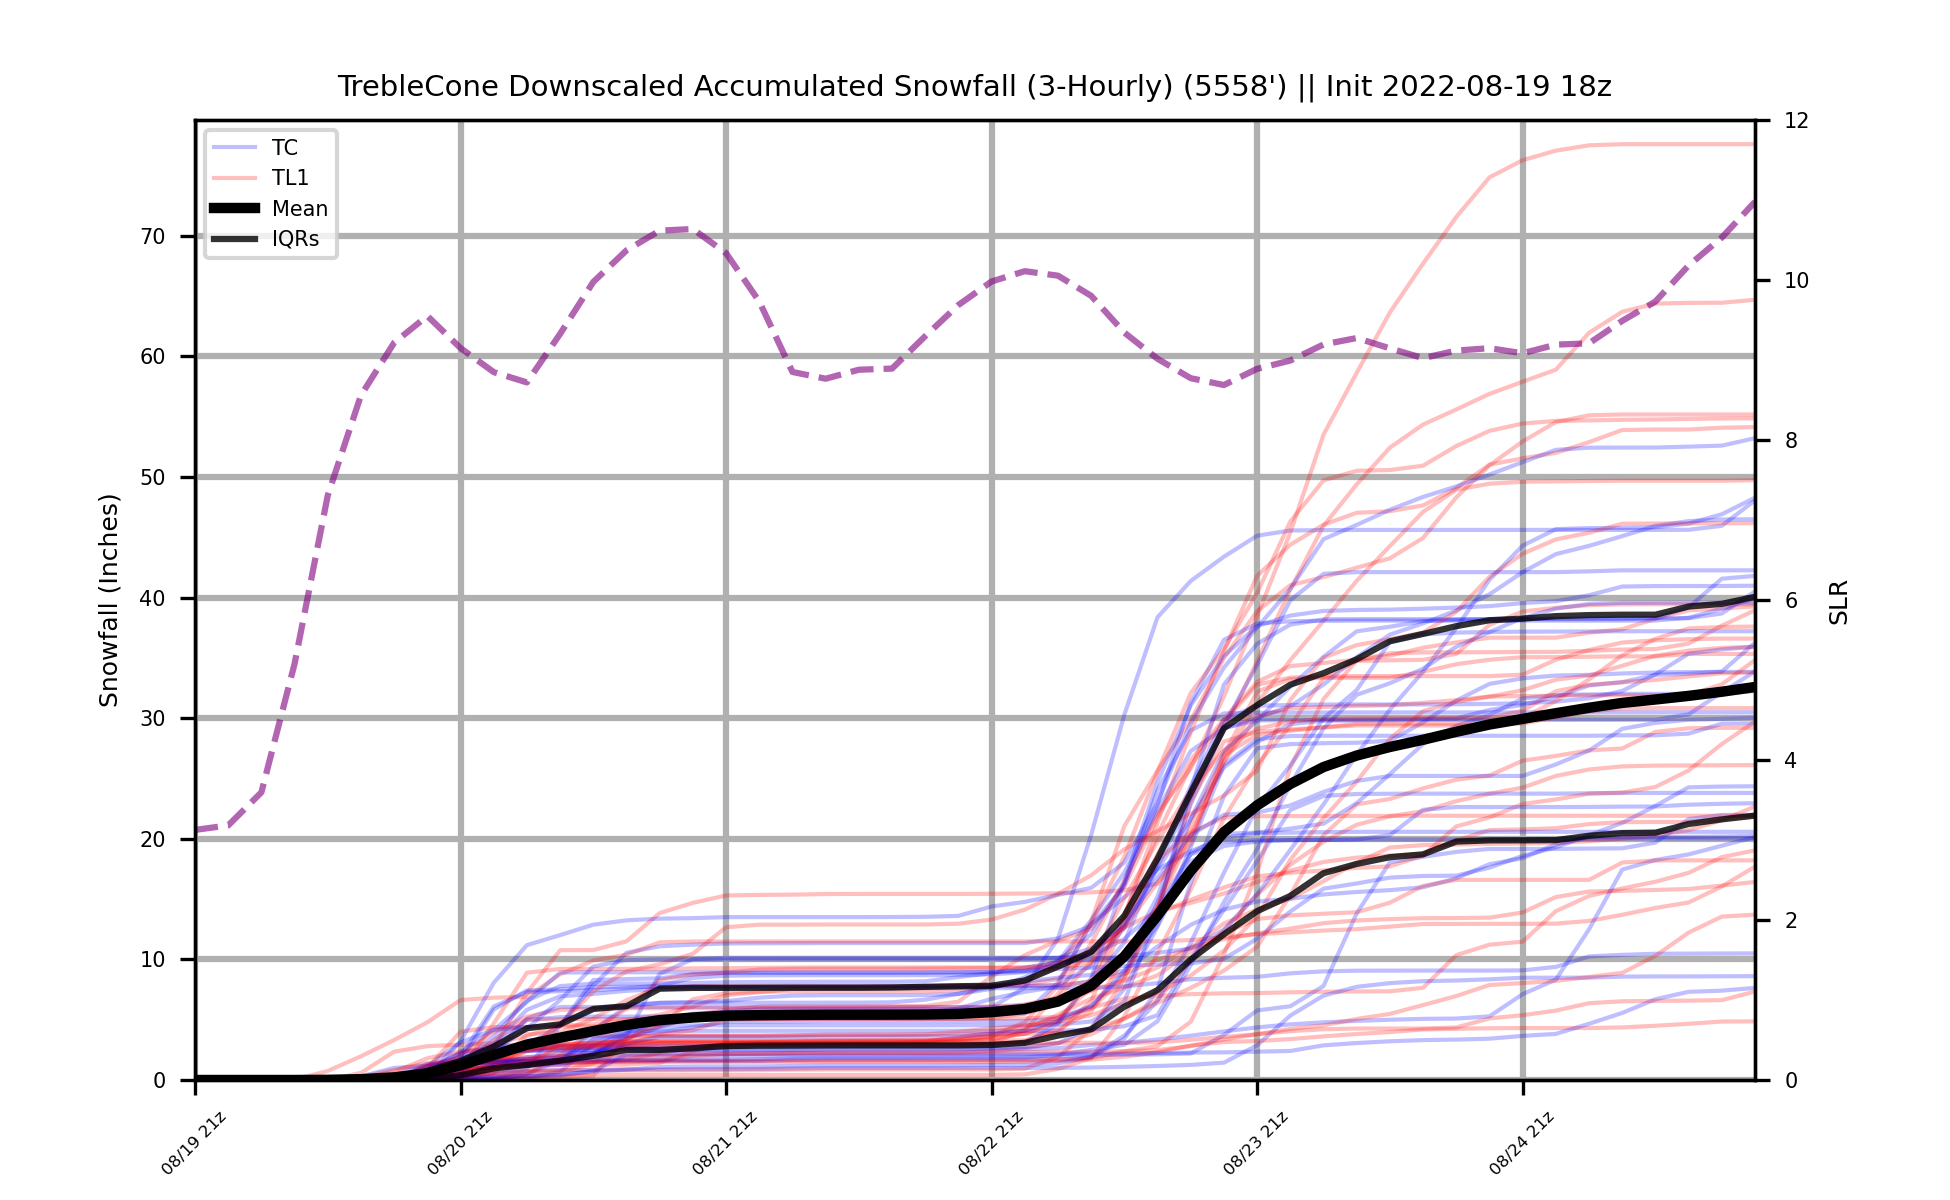 TrebleCone Downscaled Accumulated Snowfall (3-Hourly) (5558') || Init 2022-08-19 18z
TC
TL1
Mean
IQRs
Snowfall (Inches)
70
60
50
40
30
20
10
0
12
10
8
6
4
2
0
SLR
08/19 21z
08/20 21z
08/21 21z
08/22 21z
08/23 21z
08/24 21z